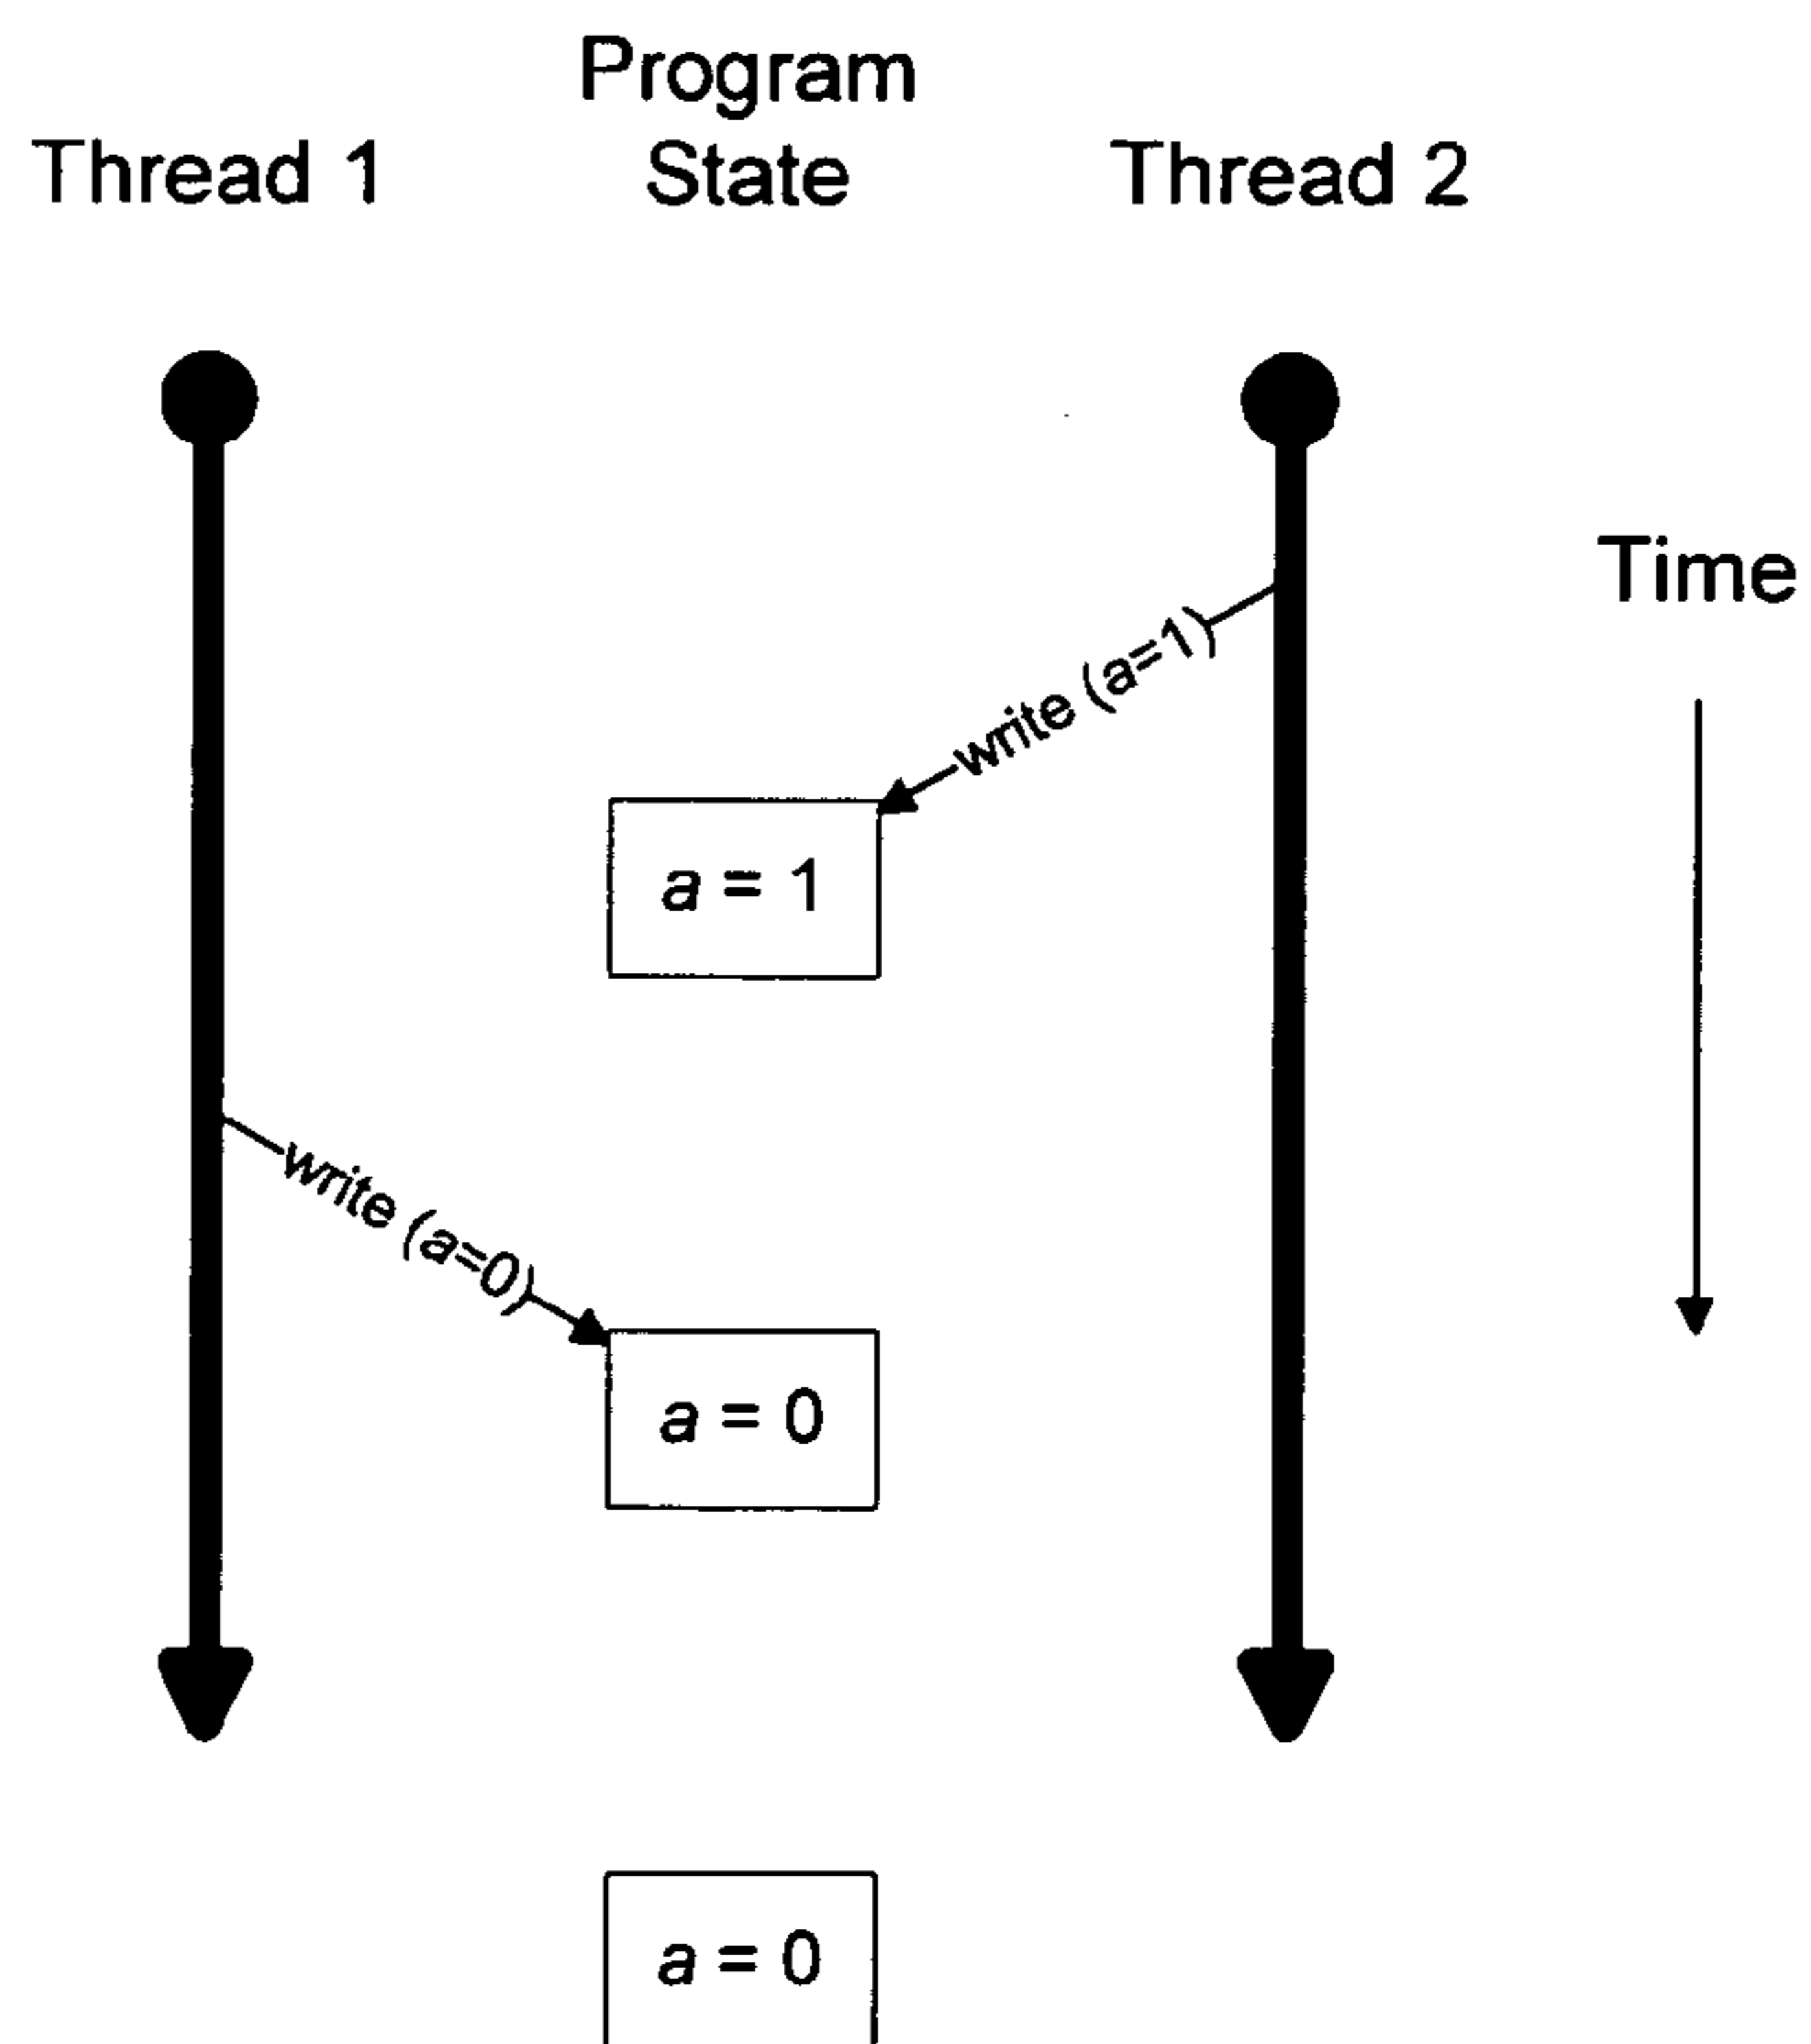 Program
State
Thread 1
Thread 2
Time
write (a=1)
a = 1
write (a=0)
a = 0
a = 0